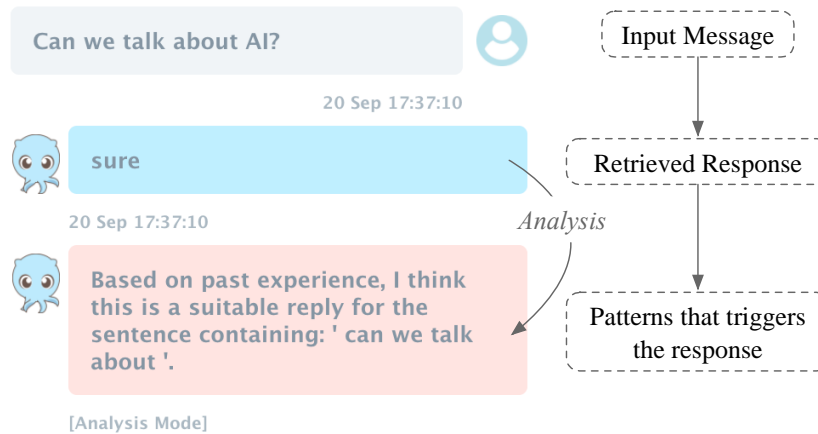 Can we talk about AI?
20 Sep 17:37:10
sure
20 Sep 17:37:10
Based on past experience, I think
this is a suitable reply for the
sentence containing: ' can we talk
about '.
[Analysis Mode]
Analysis
Input Message
Retrieved Response
Patterns that triggers
the response